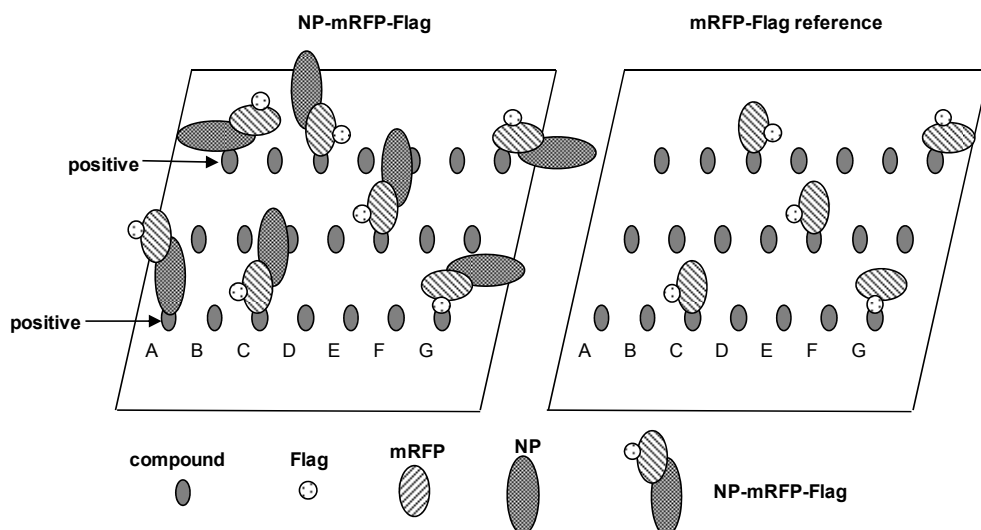 NP-mRFP-Flag
mRFP-Flag reference
positive
positive
A B C D E F G
A B C D E F G
compound
Flag
mRFP
NP
NP-mRFP-Flag